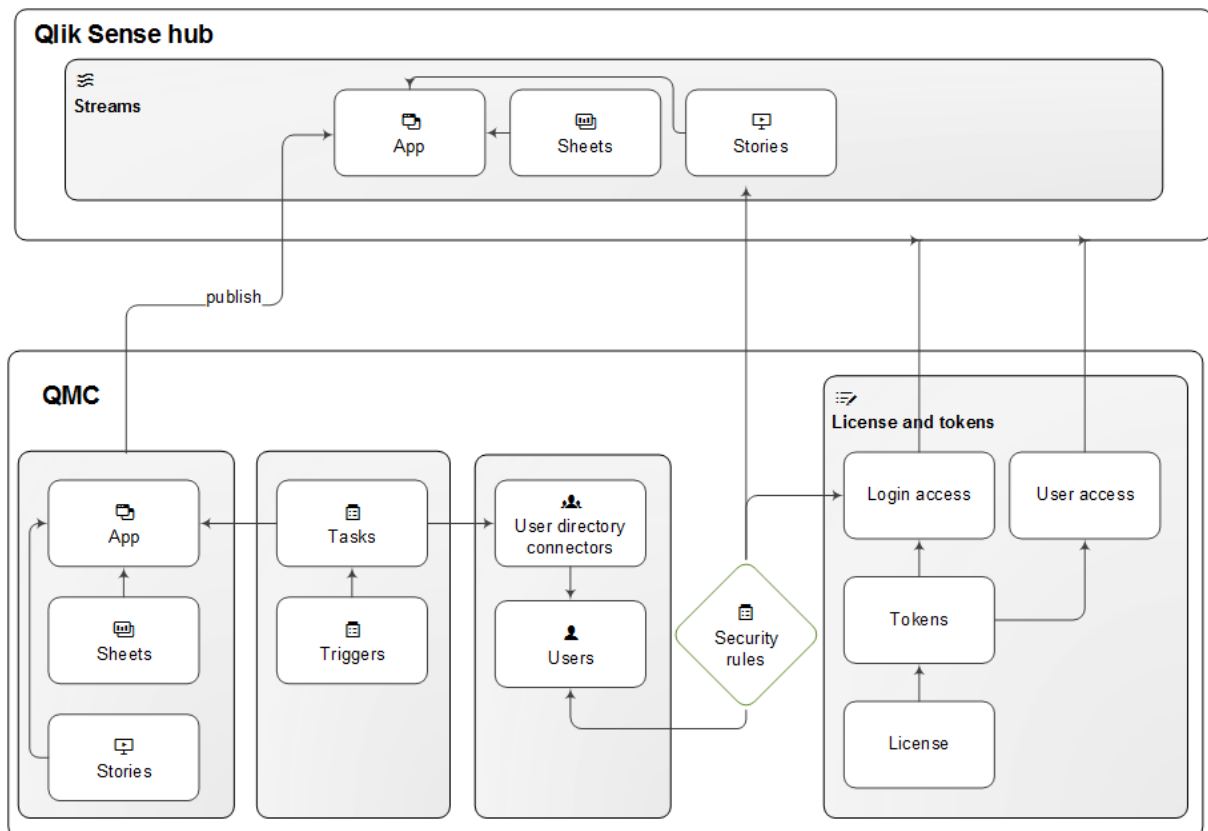 Qlik Sense hub
Streams
App
Sheets
Stories
publish
QMC
App
Sheets
Stories
Tasks
Triggers
User directory
connectors
Users
Security
rules
License and tokens
Login access
User access
Tokens
License